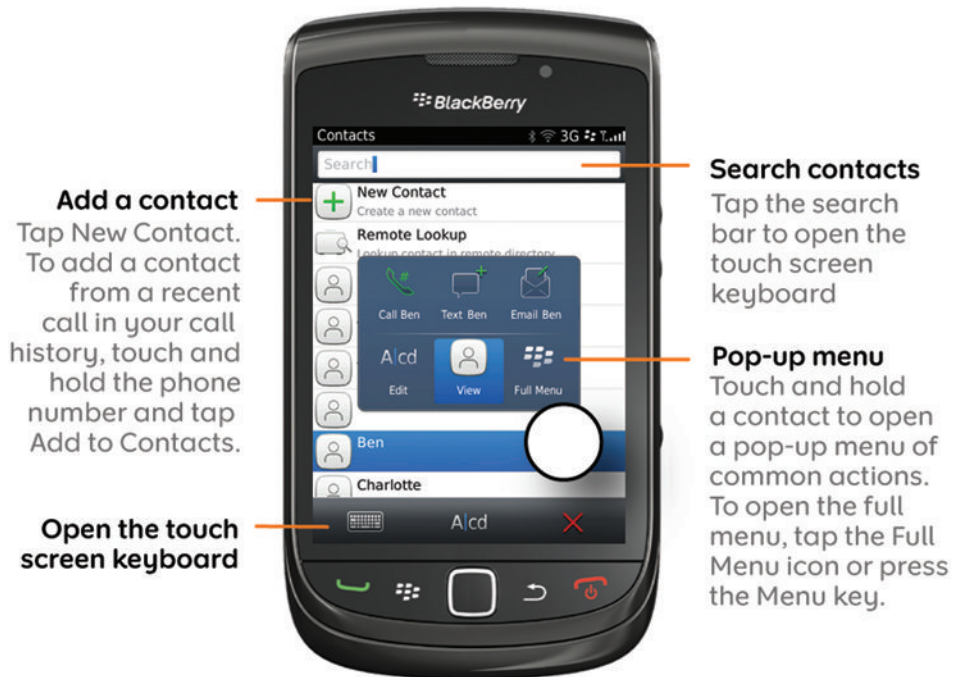 BlackBerry
Contacts
3G
Search
New Contact
Create a new contact
Remote Lookup
Lookup contact in remote directory
Call Ben
Text Ben
Email Ben
A|cd
Edit
View
Full Menu
Ben
Charlotte
A|cd
Add a contact
Tap New Contact.
To add a contact
from a recent
call in your call
history, touch and
hold the phone
number and tap
Add to Contacts.
Open the touch
screen keyboard
Search contacts
Tap the search
bar to open the
touch screen
keyboard
Pop-up menu
Touch and hold
a contact to open
a pop-up menu of
common actions.
To open the full
menu, tap the Full
Menu icon or press
the Menu key.